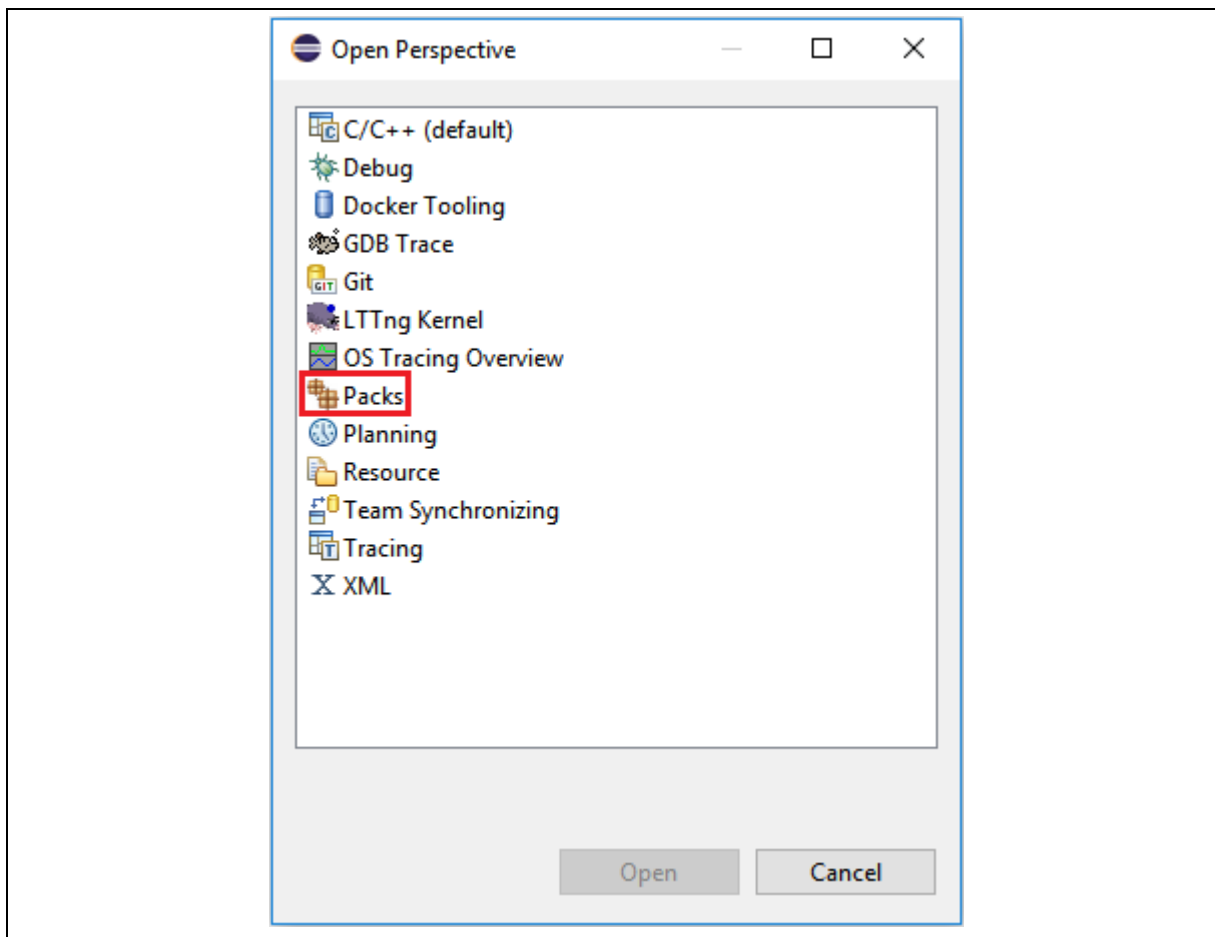 Open Perspective
C/C++ (default)
Debug
Docker Tooling
GDB Trace
GIT Git
LTTng Kernel
OS Tracing Overview
Packs
Planning
Resource
Team Synchronizing
Tracing
X XML
Open Cancel